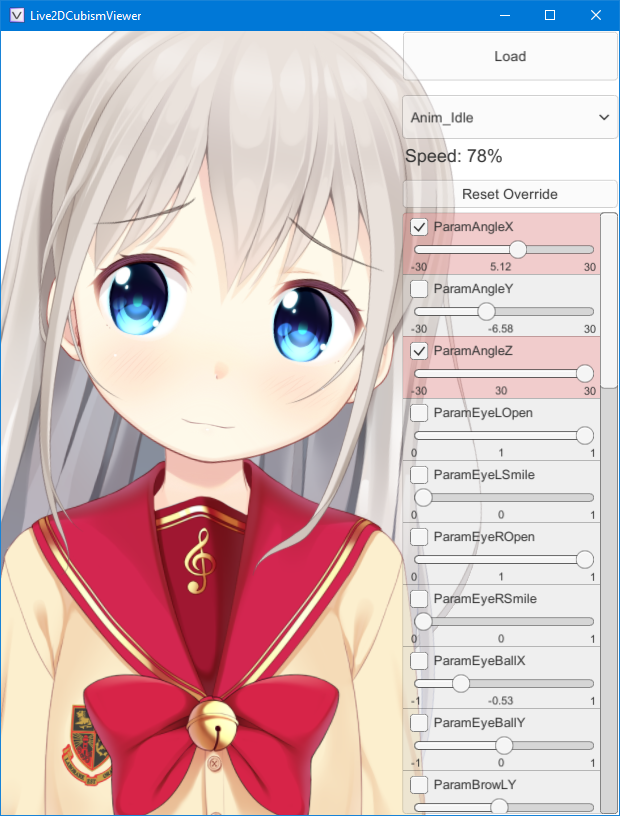 Live2DCubismViewer
Load
Anim_Idle
Speed: 78%
Reset Override
ParamAngleX
-30 5.12 30
ParamAngleY
-30 -6.58 30
ParamAngleZ
-30 30 30
ParamEyeLOpen
0 1 1
ParamEyeLSmile
0 0 1
ParamEyeROpen
0 1 1
ParamEyeRSmile
0 0 1
ParamEyeBallX
-1 -0.53 1
ParamEyeBallY
-1 0 1
ParamBrowLY